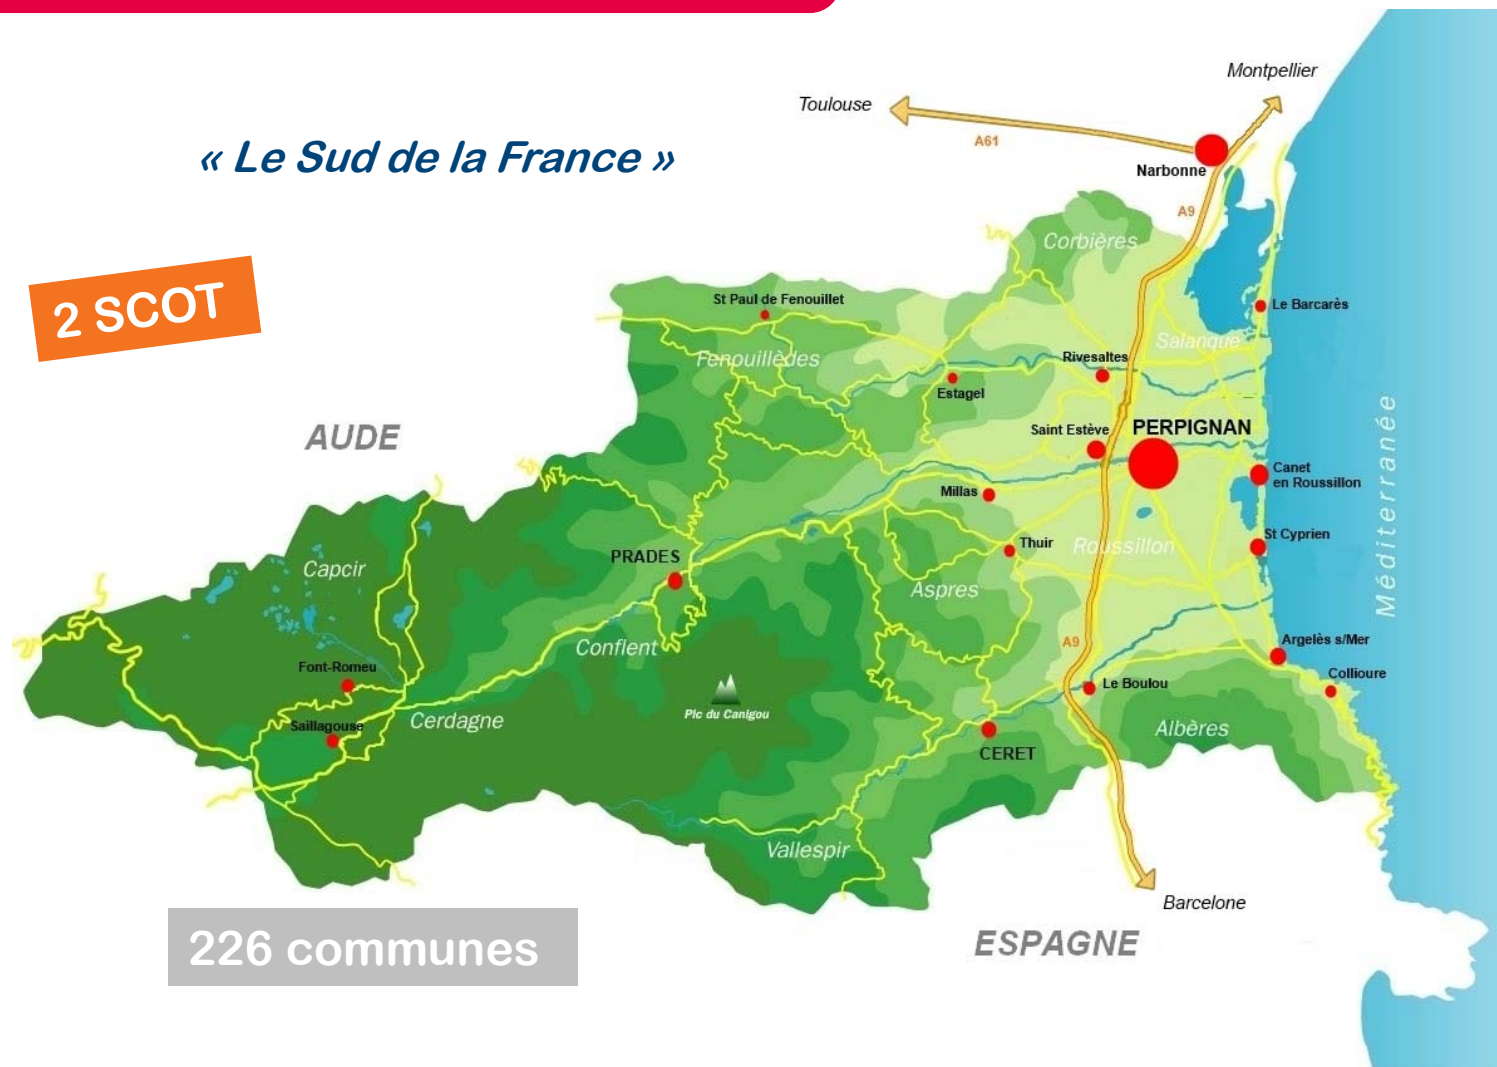 Montpellier
Toulouse
A61
« Le Sud de la France »
Narbonne
A9
Corbières
2 SCOT
St Paul de Fenouillet
Le Barcarès
Salanque
Fenouillèdes
Rivesaltes
Estagel
AUDE
Saint Estève
PERPIGNAN
Méditerranée
Canet
en Roussillon
Millas
St Cyprien
Thuir
Roussillon
PRADES
Capcir
Aspres
Conflent
A9
Argelès s/Mer
Font-Romeu
Collioure
Le Boulou
Pic du Canigou
Cerdagne
Saillagouse
Albères
CERET
Vallespir
Barcelone
226 communes
ESPAGNE